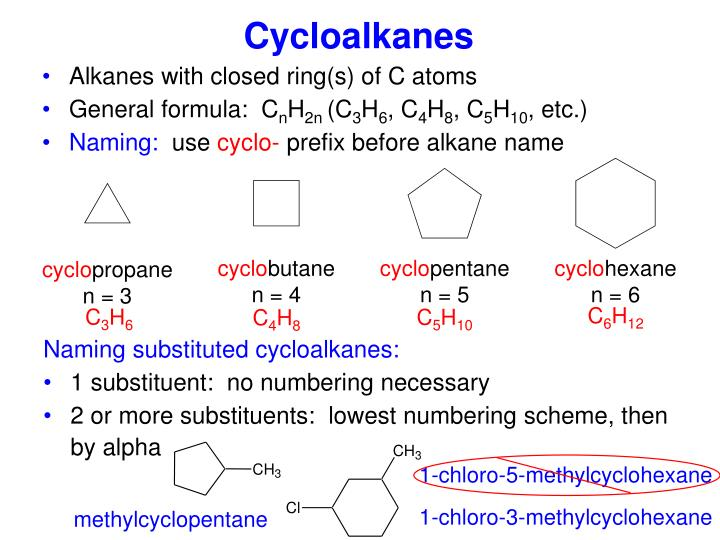 Cycloalkanes
• Alkanes with closed ring(s) of C atoms
• General formula: CₙH₂ₙ (C₃H₆, C₄H₈, C₅H₁₀, etc.)
• Naming: use cyclo- prefix before alkane name
cyclopropane cyclobutane cyclopentane cyclohexane
n = 3 n = 4 n = 5 n = 6
C₃H₆ C₄H₈ C₅H₁₀ C₆H₁₂
Naming substituted cycloalkanes:
• 1 substituent: no numbering necessary
• 2 or more substituents: lowest numbering scheme, then
by alpha
CH₃
CH₃
1-chloro-5-methylcyclohexane
Cl
methylcyclopentane
1-chloro-3-methylcyclohexane